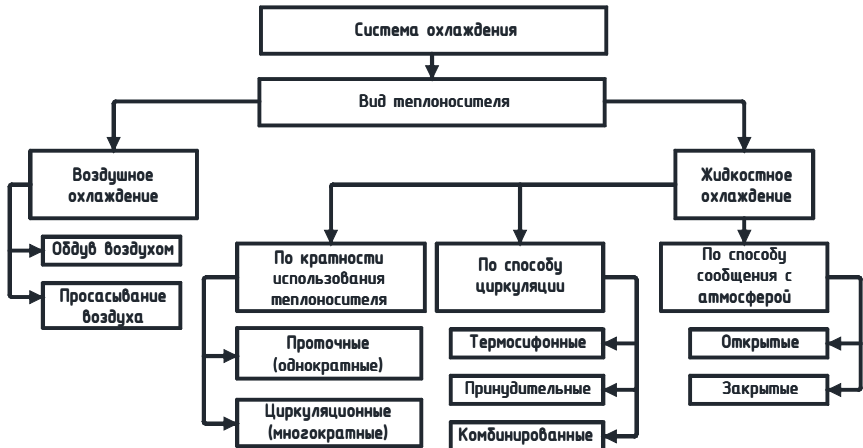 Система охлаждения
Вид теплоносителя
Воздушное
охлаждение
Жидкостное
охлаждение
Обдув воздухом
Просасывание
воздуха
По кратности
использования
теплоносителя
По способу
циркуляции
По способу
сообщения с
атмосферой
Проточные
(однократные)
Циркуляционные
(многократные)
Термосифонные
Принудительные
Комбинированные
Открытые
Закрытые